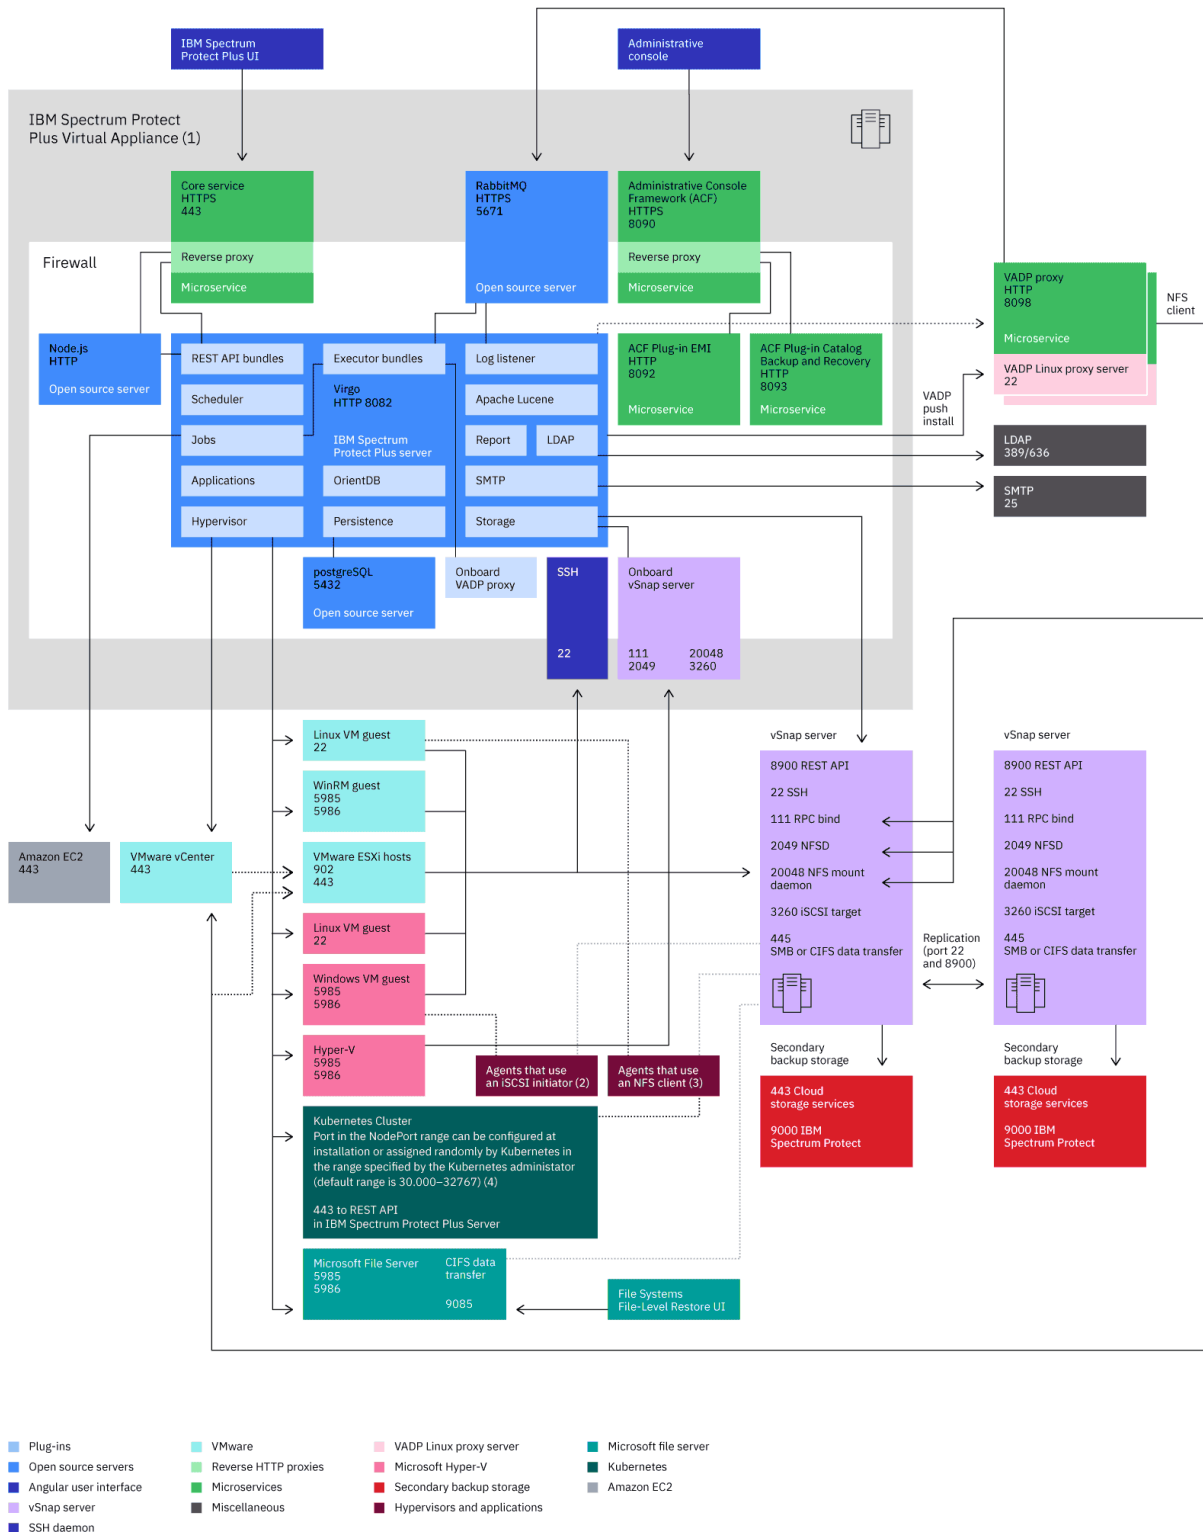 IBM Spectrum
Protect Plus UI
Administrative
console
IBM Spectrum Protect
Plus Virtual Appliance (1)
Core service
HTTPS
443
Reverse proxy
Microservice
RabbitMQ
HTTPS
5671
Open source server
Administrative Console
Framework (ACF)
HTTPS
8090
Reverse proxy
Microservice
Firewall
VADP proxy
HTTP
8098
Microservice
NFS
client
VADP Linux proxy server
22
Node.js
HTTP
Open source server
REST API bundles
Scheduler
Jobs
Applications
Hypervisor
Executor bundles
Virgo
HTTP 8082
IBM Spectrum
Protect Plus server
OrientDB
Persistence
Log listener
Apache Lucene
Report
LDAP
SMTP
Storage
ACF Plug-in EMI
HTTP
8092
Microservice
ACF Plug-in Catalog
Backup and Recovery
HTTP
8093
Microservice
VADP
push
install
LDAP
389/636
SMTP
25
postgreSQL
5432
Open source server
Onboard
VADP proxy
SSH
22
Onboard
vSnap server
111
2049
20048
3260
Linux VM guest
22
WinRM guest
5985
5986
Amazon EC2
443
VMware vCenter
443
VMware ESXi hosts
902
443
Linux VM guest
22
Windows VM guest
5985
5986
Hyper-V
5985
5986
Agents that use
an iSCSI initiator (2)
Agents that use
an NFS client (3)
vSnap server
8900 REST API
22 SSH
111 RPC bind
2049 NFSD
20048 NFS mount
daemon
3260 iSCSI target
445
SMB or CIFS data transfer
Replication
(port 22
and 8900)
vSnap server
8900 REST API
22 SSH
111 RPC bind
2049 NFSD
20048 NFS mount
daemon
3260 iSCSI target
445
SMB or CIFS data transfer
Secondary
backup storage
443 Cloud
storage services
9000 IBM
Spectrum Protect
Secondary
backup storage
443 Cloud
storage services
9000 IBM
Spectrum Protect
Kubernetes Cluster
Port in the NodePort range can be configured at
installation or assigned randomly by Kubernetes in
the range specified by the Kubernetes administator
(default range is 30.000–32767) (4)
443 to REST API
in IBM Spectrum Protect Plus Server
Microsoft File Server
5985
5986
CIFS data
transfer
9085
File Systems
File-Level Restore UI
Plug-ins
Open source servers
Angular user interface
vSnap server
SSH daemon
VMware
Reverse HTTP proxies
Microservices
Miscellaneous
VADP Linux proxy server
Microsoft Hyper-V
Secondary backup storage
Hypervisors and applications
Microsoft file server
Kubernetes
Amazon EC2